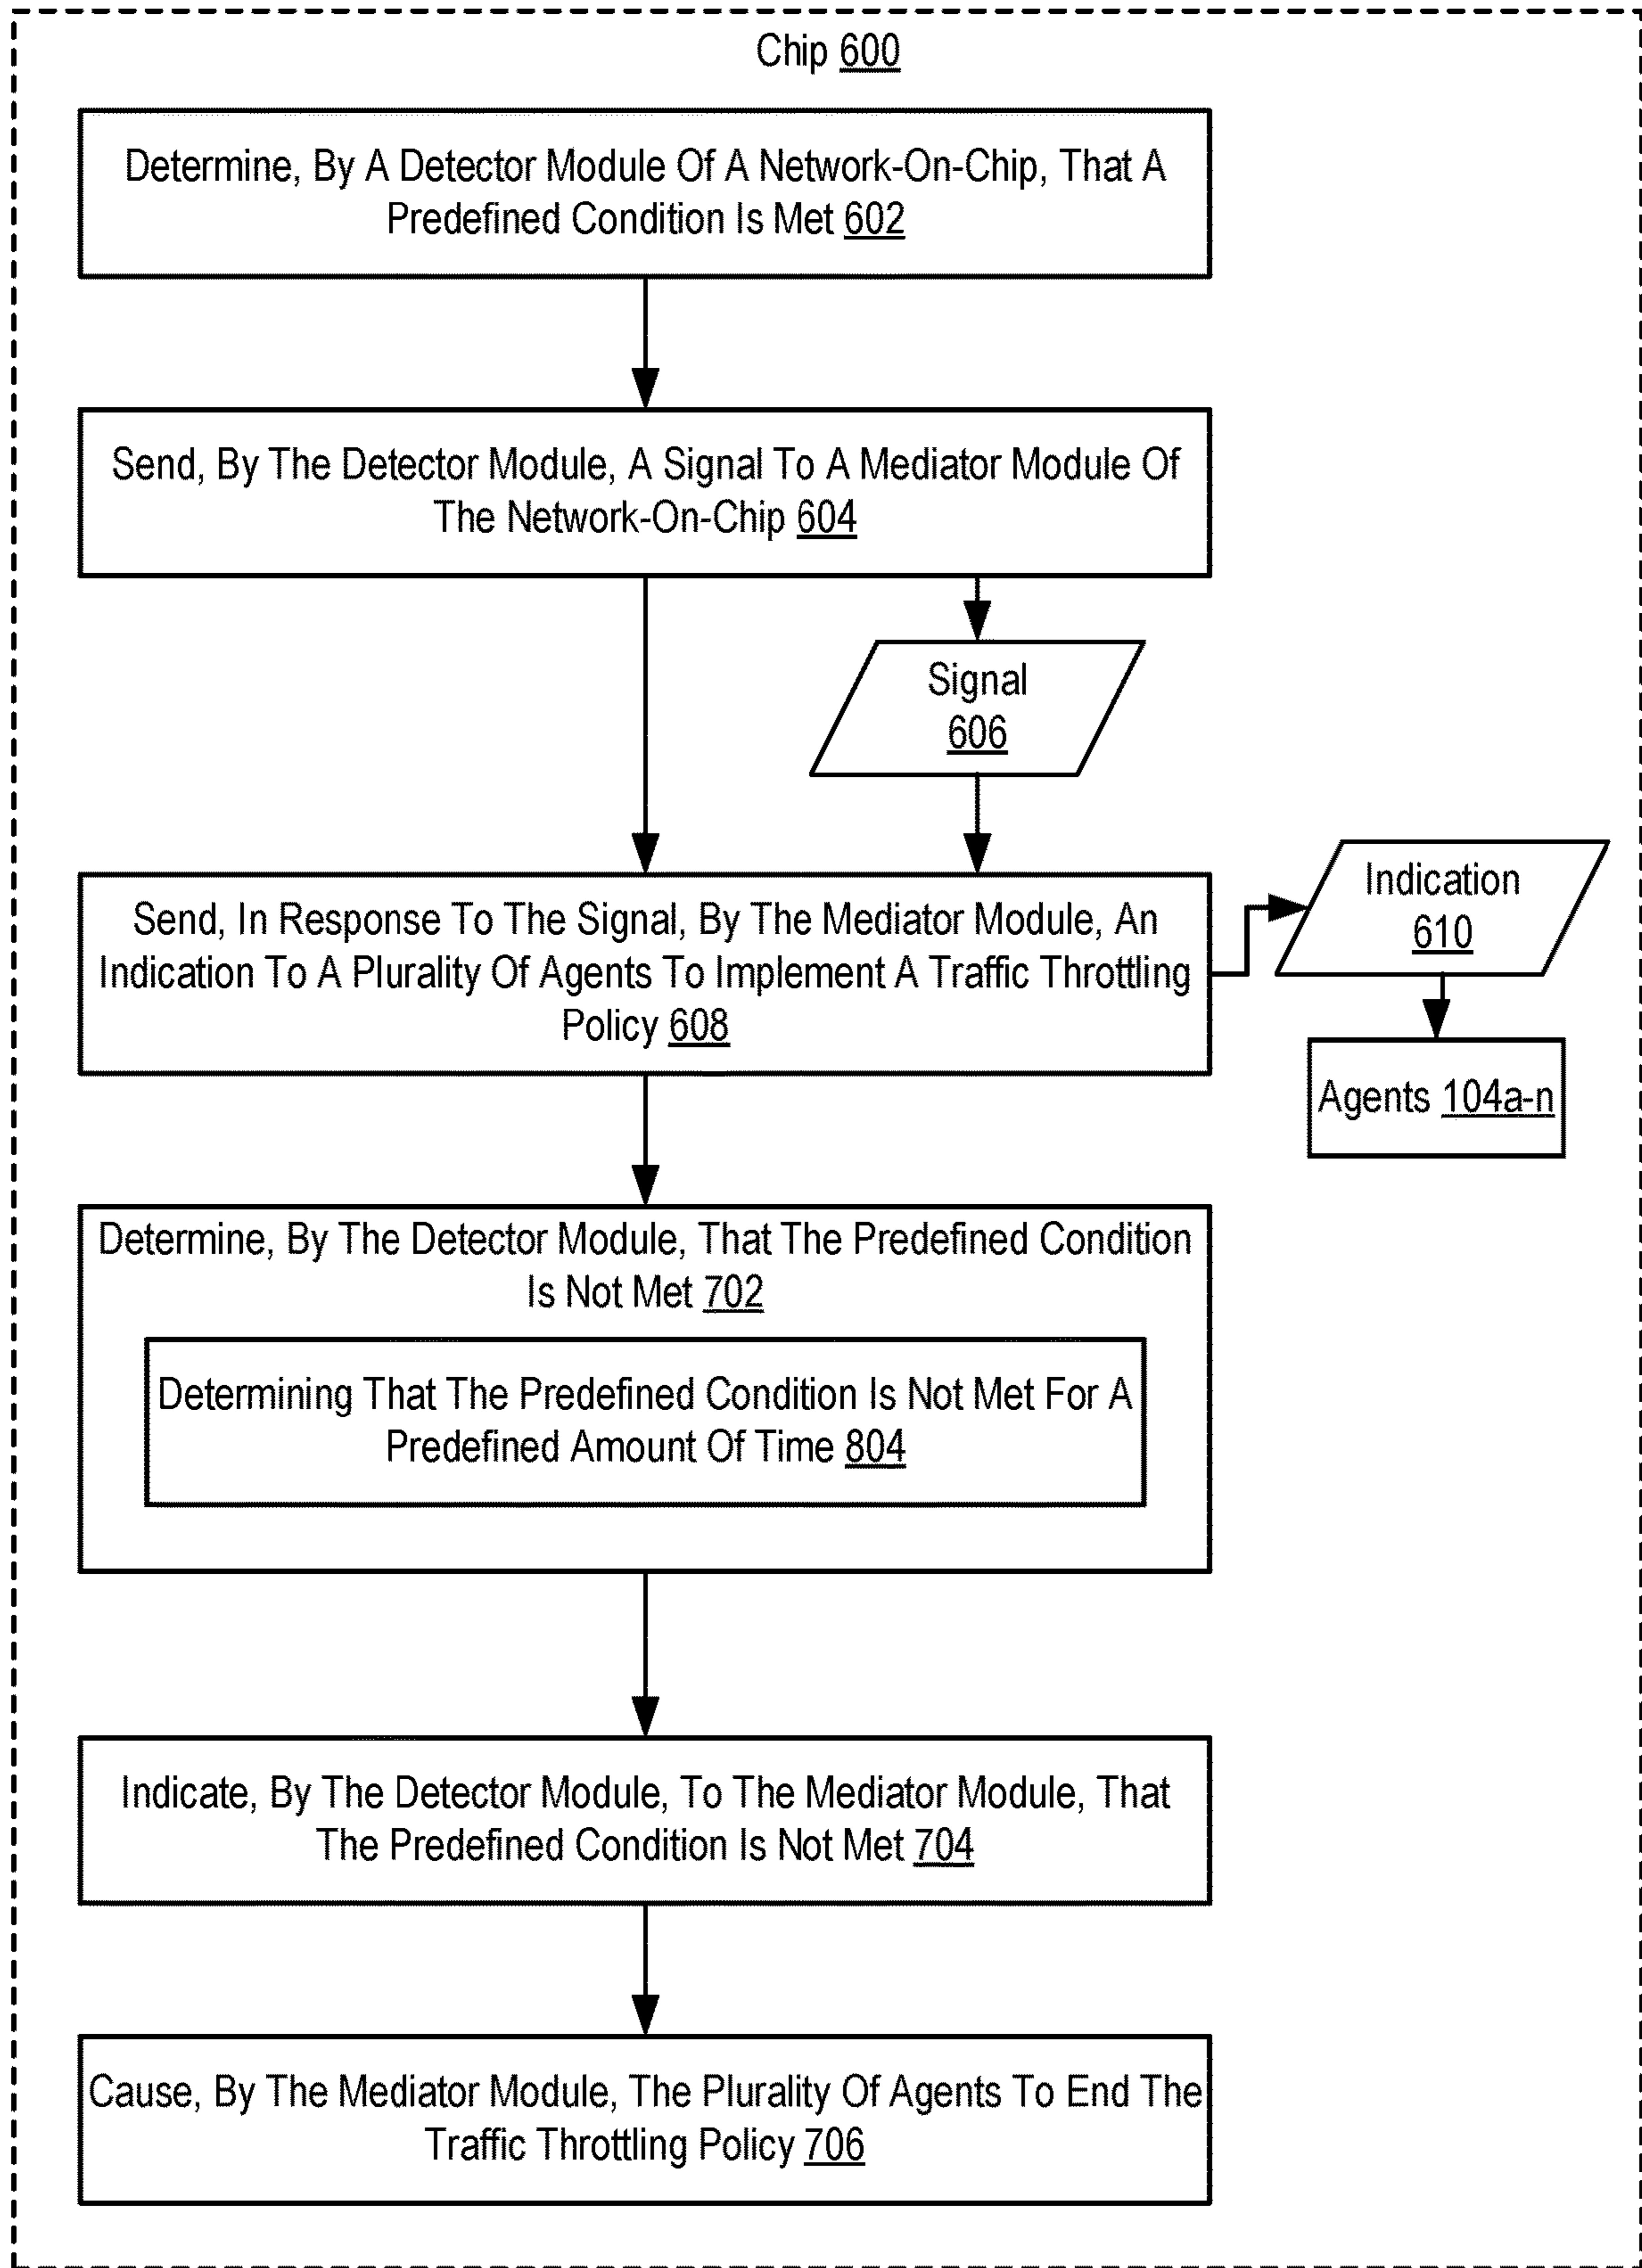 Chip 600
Determine, By A Detector Module Of A Network-On-Chip, That A
Predefined Condition Is Met 602
Send, By The Detector Module, A Signal To A Mediator Module Of
The Network-On-Chip 604
Signal
606
Send, In Response To The Signal, By The Mediator Module, An
Indication To A Plurality Of Agents To Implement A Traffic Throttling
Policy 608
Indication
610
Agents 104a-n
Determine, By The Detector Module, That The Predefined Condition
Is Not Met 702
Determining That The Predefined Condition Is Not Met For A
Predefined Amount Of Time 804
Indicate, By The Detector Module, To The Mediator Module, That
The Predefined Condition Is Not Met 704
Cause, By The Mediator Module, The Plurality Of Agents To End The
Traffic Throttling Policy 706